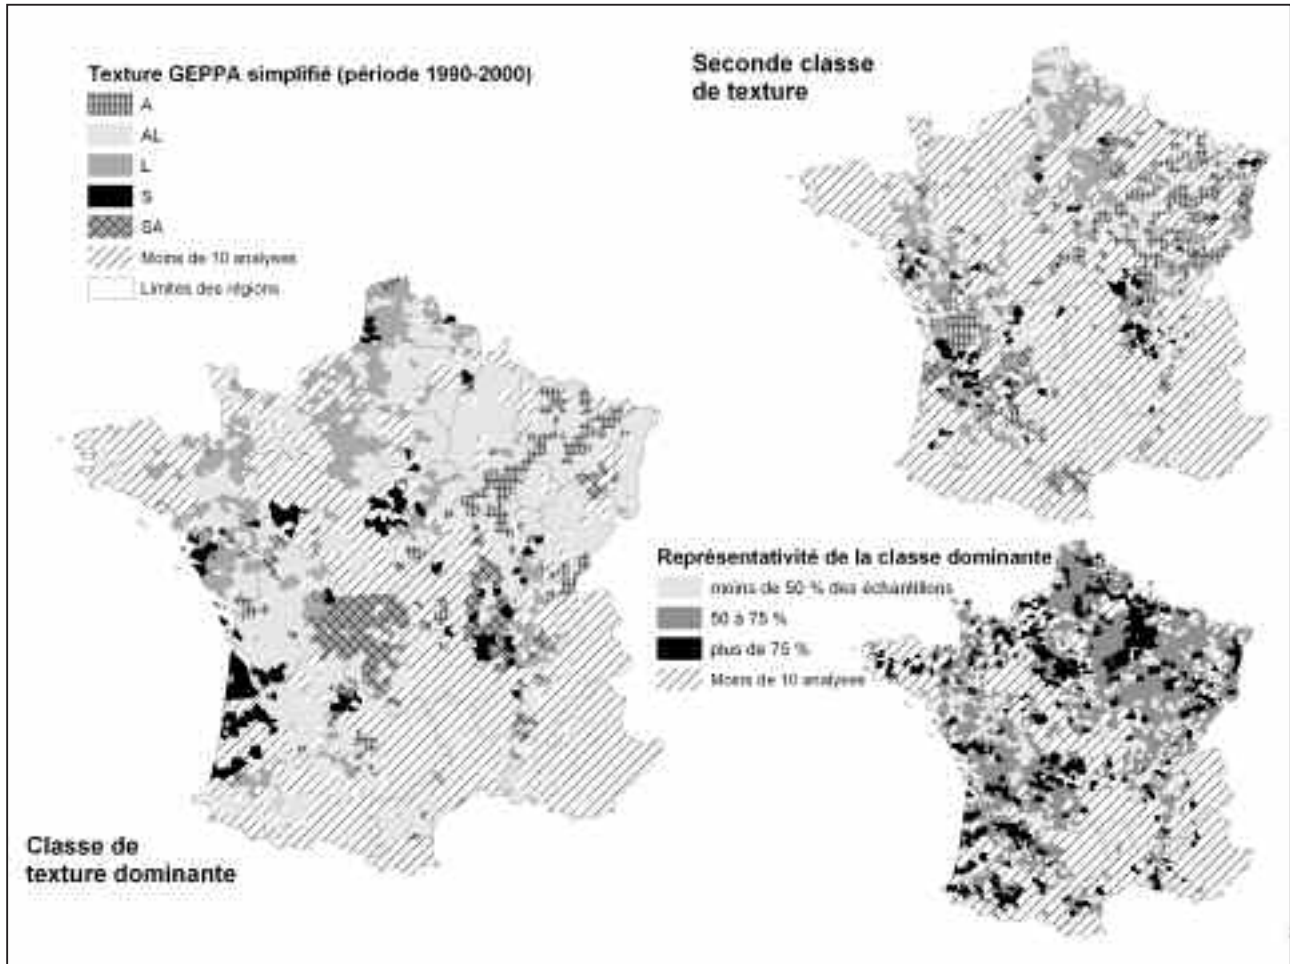 Texture GEPPA simplifié (période 1990-2000)
A
AL
L
S
SA
Moins de 10 analyses
Limites des régions
Seconde classe
de texture
Représentativité de la classe dominante
moins de 50 % des échantillons
50 à 75 %
plus de 75 %
Moins de 10 analyses
Classe de
texture dominante